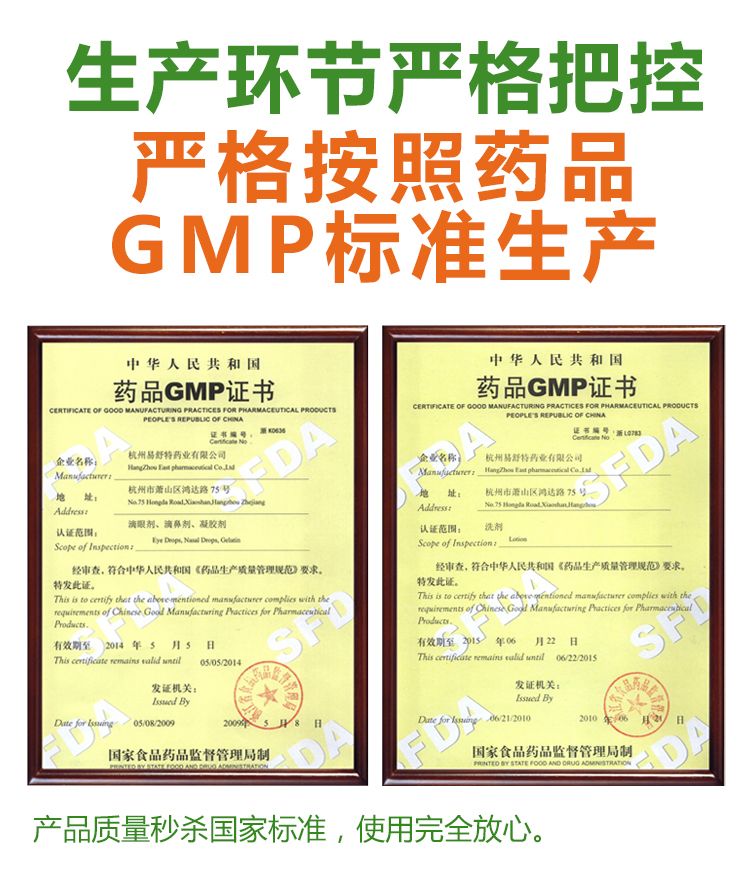 生产环节严格把控
严格按照药品
GMP标准生产
中华人民共和国
药品GMP证书
CERTIFICATE OF GOOD MANUFACTURING PRACTICES FOR PHARMACEUTICAL PRODUCTS
PEOPLE'S REPUBLIC OF CHINA
证书编号: 浙 K0636
Certificate No.
企业名称: 杭州易舒特药业有限公司
Manufacturer: HangZhou East pharmaceutical Co.,Ltd
地 址: 杭州市萧山区鸿达路 75 号
Address: No.75 Hongda Road,Xiaoshan,Hangzhou Zhejiang
认证范围: 滴眼剂、滴鼻剂、凝胶剂
Scope of Inspection: Eye Drops, Nasal Drops, Gelatin
经审查,符合中华人民共和国《药品生产质量管理规范》要求。
特发此证。
This is to certify that the above-mentioned manufacturer complies with the
requirements of Chinese Good Manufacturing Practices for Pharmaceutical
Products.
有效期至 2014 年 5 月 5 日
This certificate remains valid until 05/05/2014
发证机关:
Issued By
Date for Issuing 05/08/2009 2009年 5 月 8 日
国家食品药品监督管理局制
PRINTED BY STATE FOOD AND DRUG ADMINISTRATION
SFDA
中华人民共和国
药品GMP证书
CERTIFICATE OF GOOD MANUFACTURING PRACTICES FOR PHARMACEUTICAL PRODUCTS
PEOPLE'S REPUBLIC OF CHINA
证书编号: 浙 L0783
Certificate No.
企业名称: 杭州易舒特药业有限公司
Manufacturer: HangZhou East pharmaceutical Co.,Ltd
地 址: 杭州市萧山区鸿达路 75 号
Address: No.75 Hongda Road,Xiaoshan,Hangzhou
认证范围: 洗剂
Scope of Inspection: Lotion
经审查,符合中华人民共和国《药品生产质量管理规范》要求。
特发此证。
This is to certify that the above-mentioned manufacturer complies with the
requirements of Chinese Good Manufacturing Practices for Pharmaceutical
Products.
有效期至 2015 年 06 月 22 日
This certificate remains valid until 06/22/2015
发证机关:
Issued By
Date for Issuing 06/21/2010 2010 年 06 月 21 日
国家食品药品监督管理局制
PRINTED BY STATE FOOD AND DRUG ADMINISTRATION
SFDA
产品质量秒杀国家标准，使用完全放心。